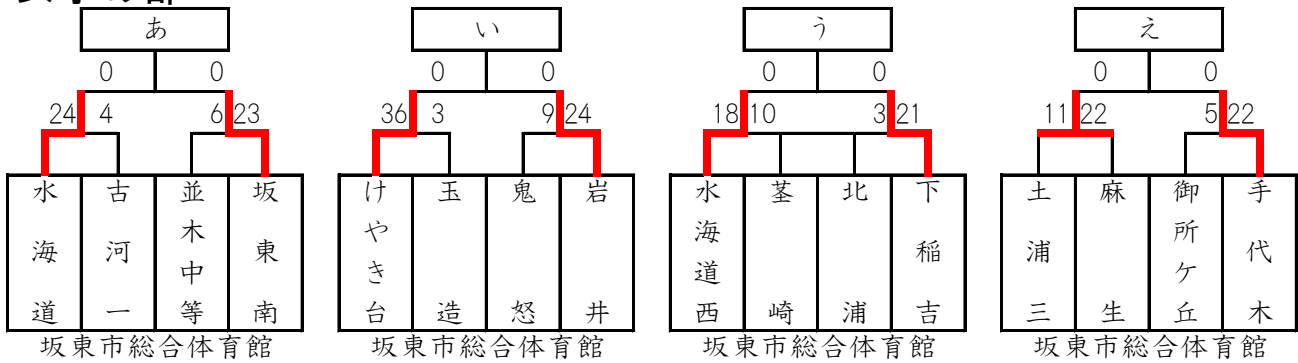 あ い う え
0 0 0 0 0 0 0 0
24 4 6 23 36 3 9 24 18 10 3 21 11 22 5 22
水海道 古河一 並木中等 坂東南 けやき台 玉造 鬼怒 岩井 水海道西 茎崎 北浦 下稲吉 土浦三 麻生 御所ケ丘 手代木
坂東市総合体育館 坂東市総合体育館 坂東市総合体育館 坂東市総合体育館